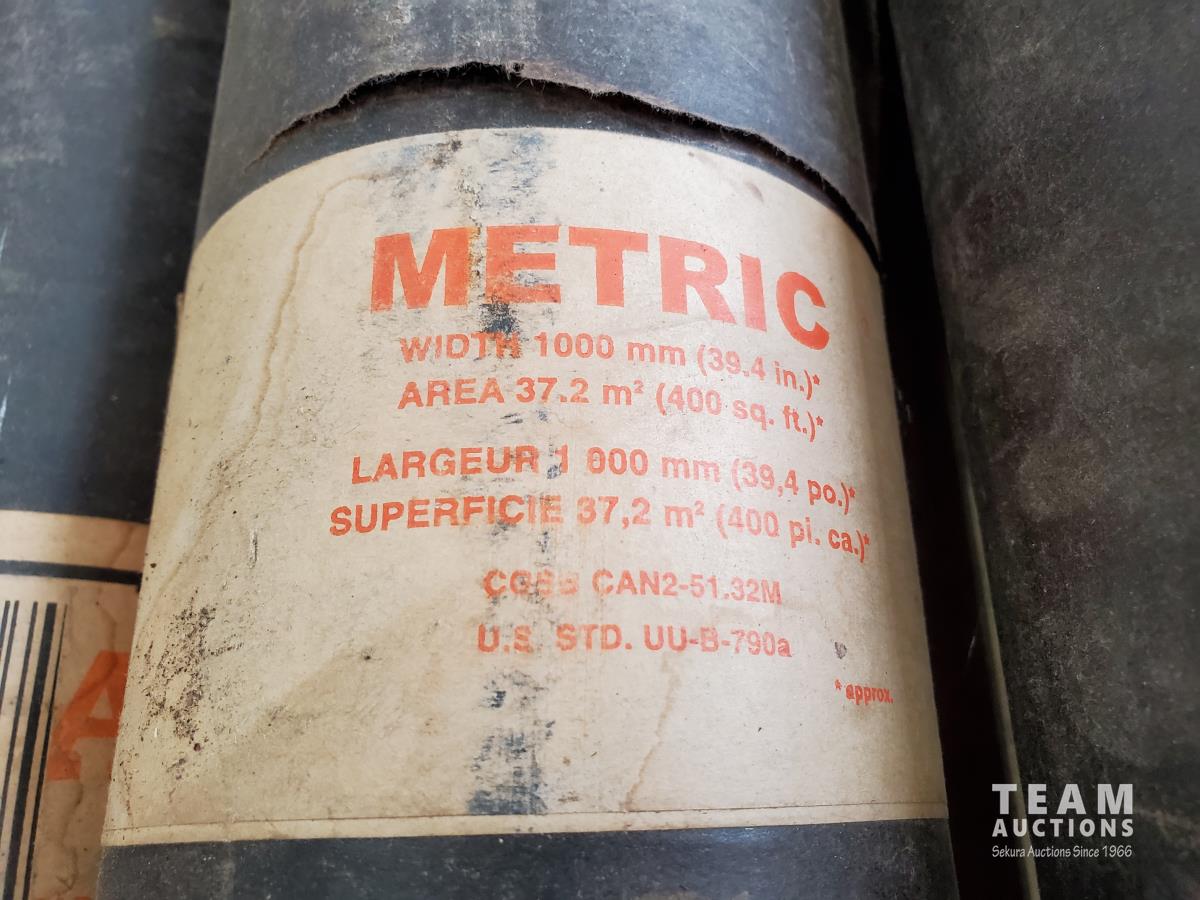 METRIC
WIDTH 1000 mm (39.4 in.)*
AREA 37.2 m² (400 sq. ft.)*
LARGEUR 1 000 mm (39,4 po.)*
SUPERFICIE 37,2 m² (400 pi. ca.)*
CGSB CAN2-51.32M
U.S. STD. UU-B-790a
* approx.
A
TEAM
AUCTIONS
Sekura Auctions Since 1966